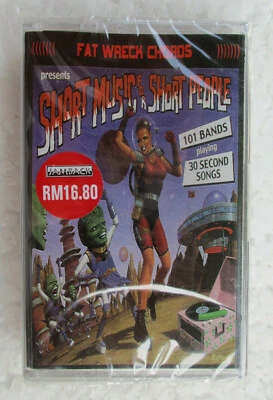 FAT WRECK CHORDS
presents
SHORT MUSIC FOR SHORT PEOPLE
101 BANDS
playing
30 SECOND
SONGS
RM16.80